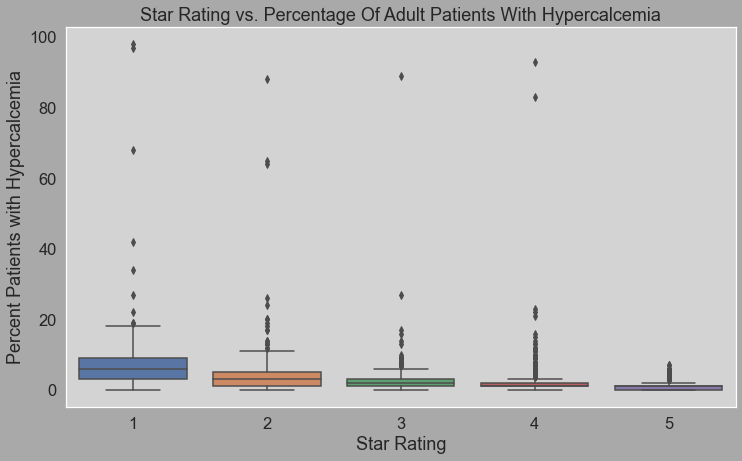 Star Rating vs. Percentage Of Adult Patients With Hypercalcemia
Percent Patients with Hypercalcemia
100
80
60
40
20
0
1 2 3 4 5
Star Rating